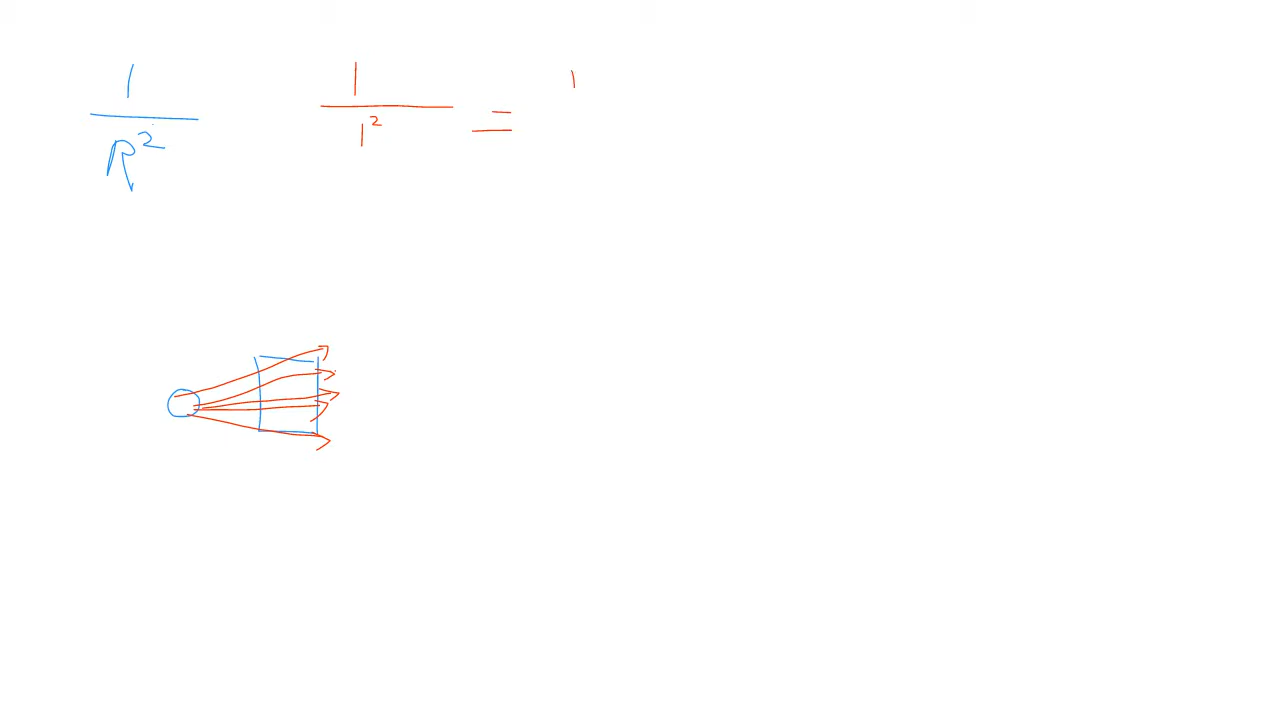 1/R² 1/1² = 1